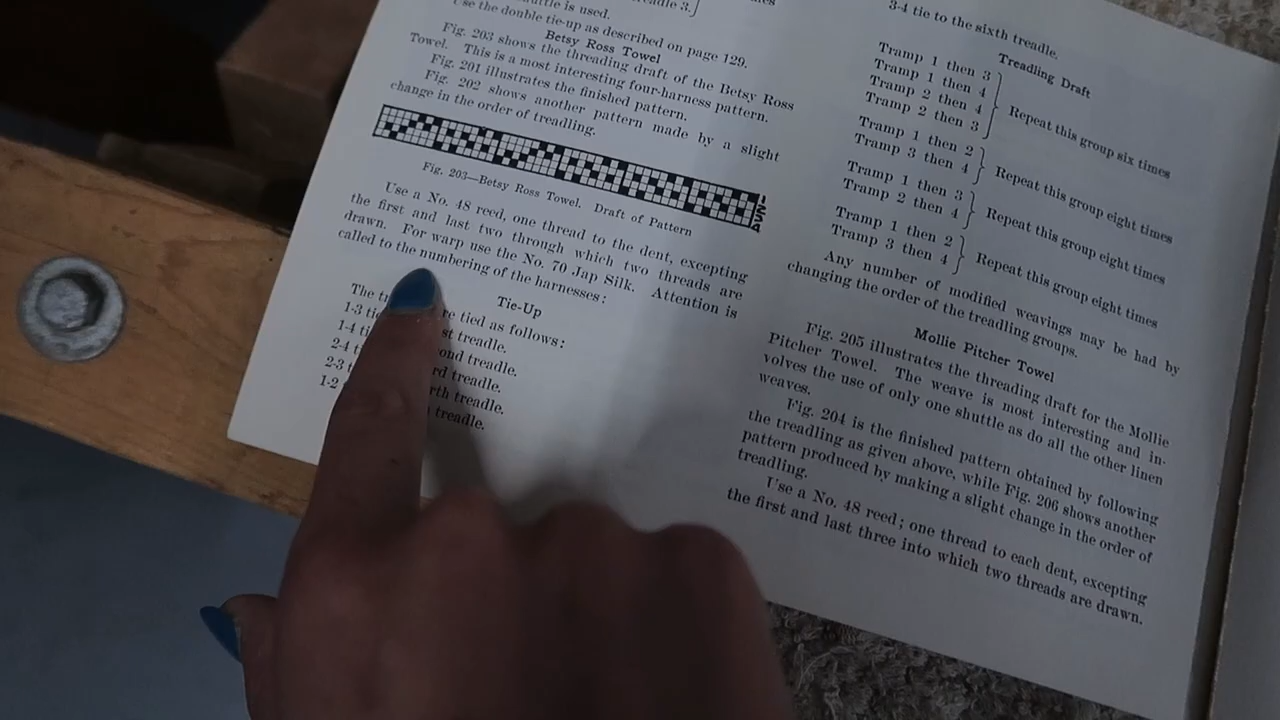 shuttle is used.
Use the double tie-up as described on page 129.
Betsy Ross Towel
Fig. 203 shows the threading draft of the Betsy Ross
Towel. This is a most interesting four-harness pattern.
Fig. 201 illustrates the finished pattern.
Fig. 202 shows another pattern made by a slight
change in the order of treadling.
Fig. 203—Betsy Ross Towel. Draft of Pattern
Use a No. 48 reed, one thread to the dent, excepting
the first and last two through which two threads are
drawn. For warp use the No. 70 Jap Silk. Attention is
called to the numbering of the harnesses:
Tie-Up
The tied as follows:
1-3 treadle.
1-4 treadle.
2-4 treadle.
2-3 treadle.
1-2 treadle.
3-4 tie to the sixth treadle.
Treadling Draft
Tramp 1 then 3
Tramp 1 then 4
Tramp 2 then 4
Tramp 2 then 3
Repeat this group six times
Tramp 1 then 2
Tramp 3 then 4
Repeat this group eight times
Tramp 1 then 3
Tramp 2 then 4
Repeat this group eight times
Tramp 1 then 2
Tramp 3 then 4
Repeat this group eight times
Any number of modified weavings may be had by
changing the order of the treadling groups.
Mollie Pitcher Towel
Fig. 205 illustrates the threading draft for the Mollie
Pitcher Towel. The weave is most interesting and in-
volves the use of only one shuttle as do all the other linen
weaves.
Fig. 204 is the finished pattern obtained by following
the treadling as given above, while Fig. 206 shows another
pattern produced by making a slight change in the order of
treadling.
Use a No. 48 reed; one thread to each dent, excepting
the first and last three into which two threads are drawn.